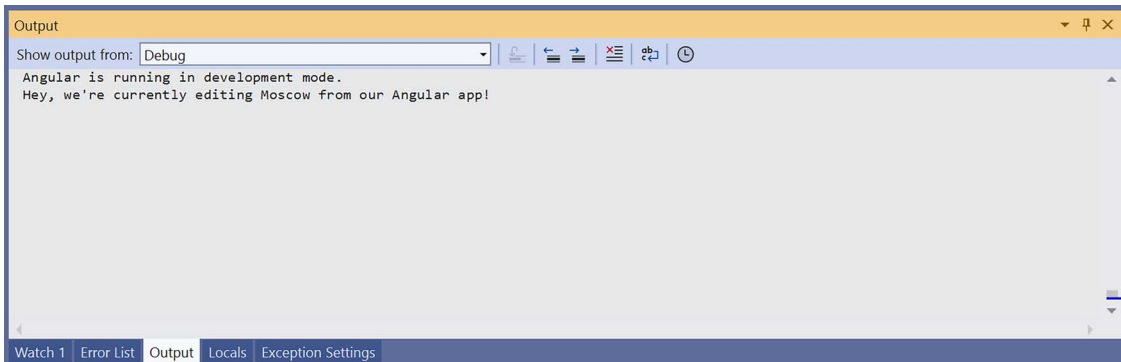 Output
Show output from: Debug
Angular is running in development mode.
Hey, we're currently editing Moscow from our Angular app!
Watch 1 Error List Output Locals Exception Settings